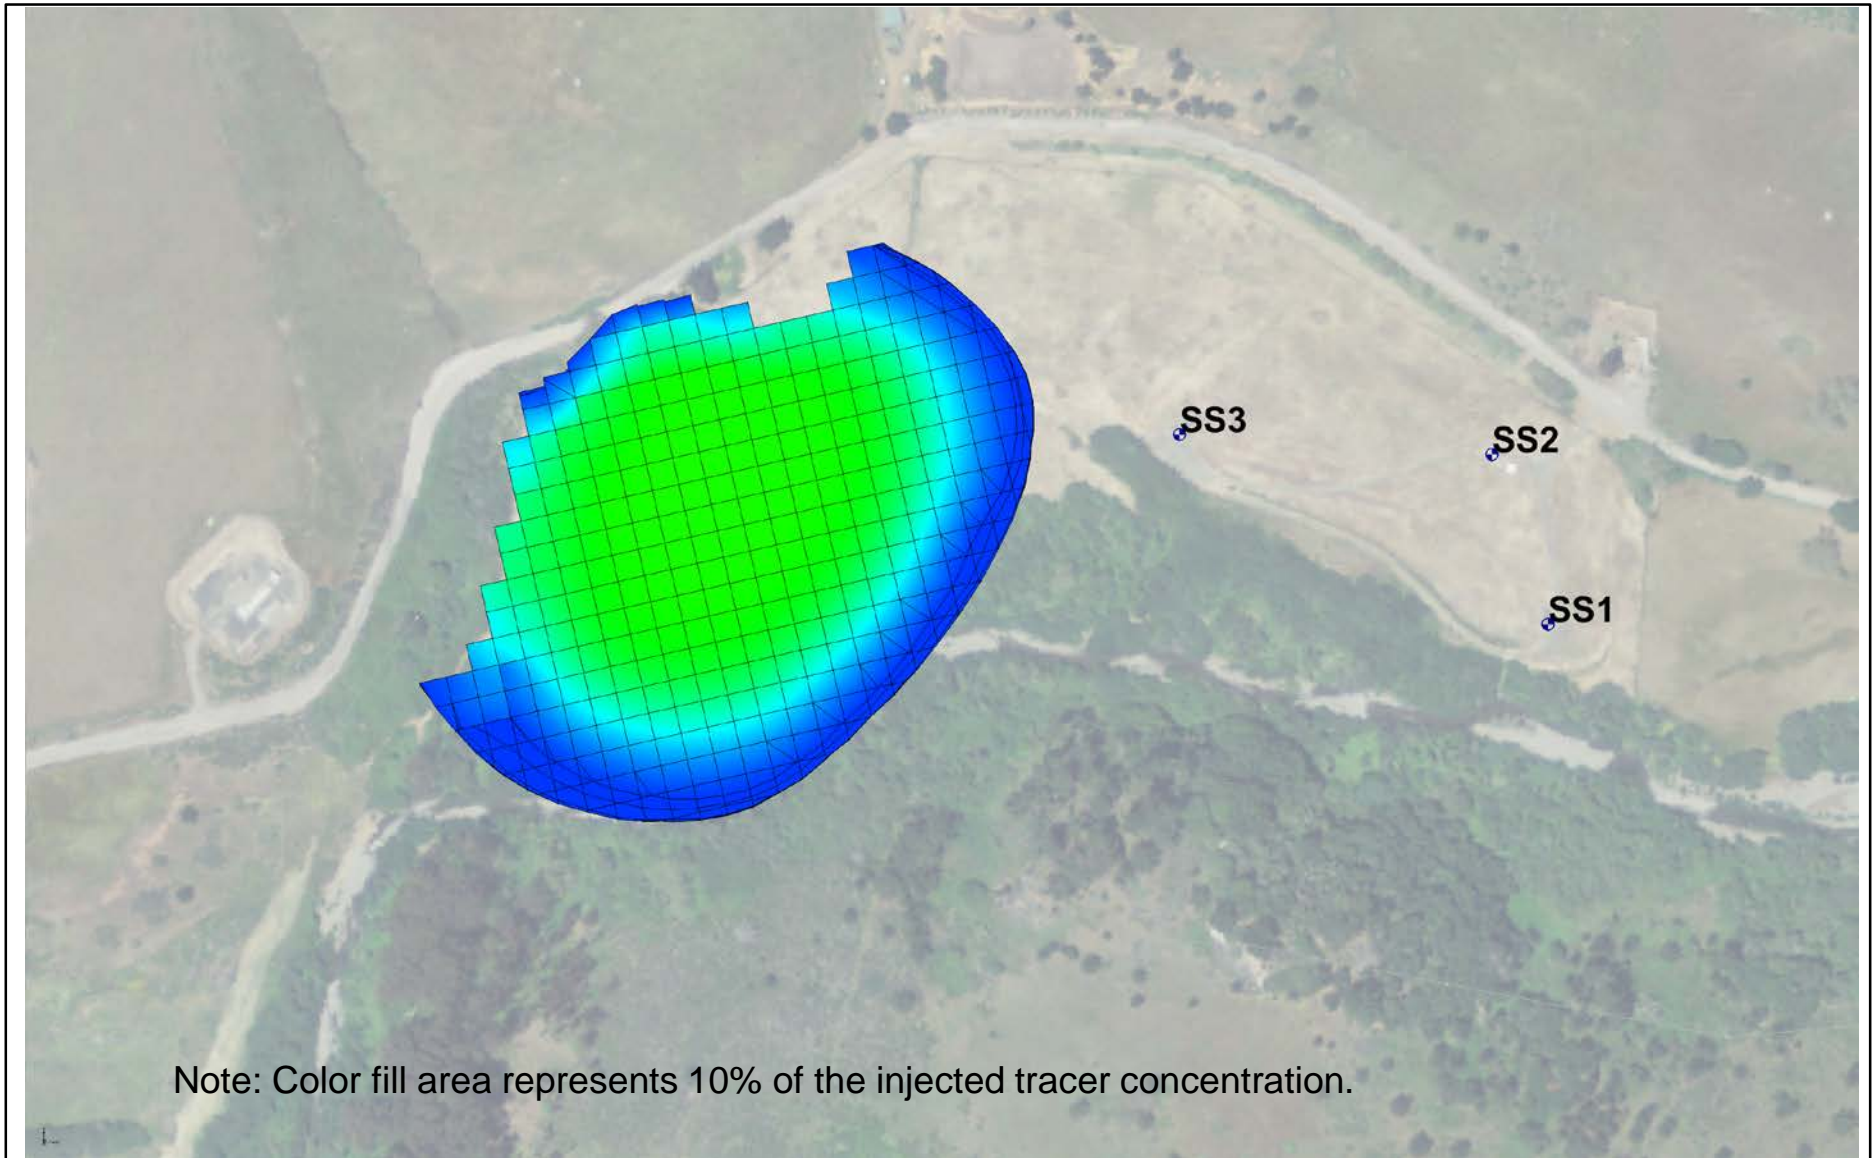 SS3
SS2
SS1
Note: Color fill area represents 10% of the injected tracer concentration.